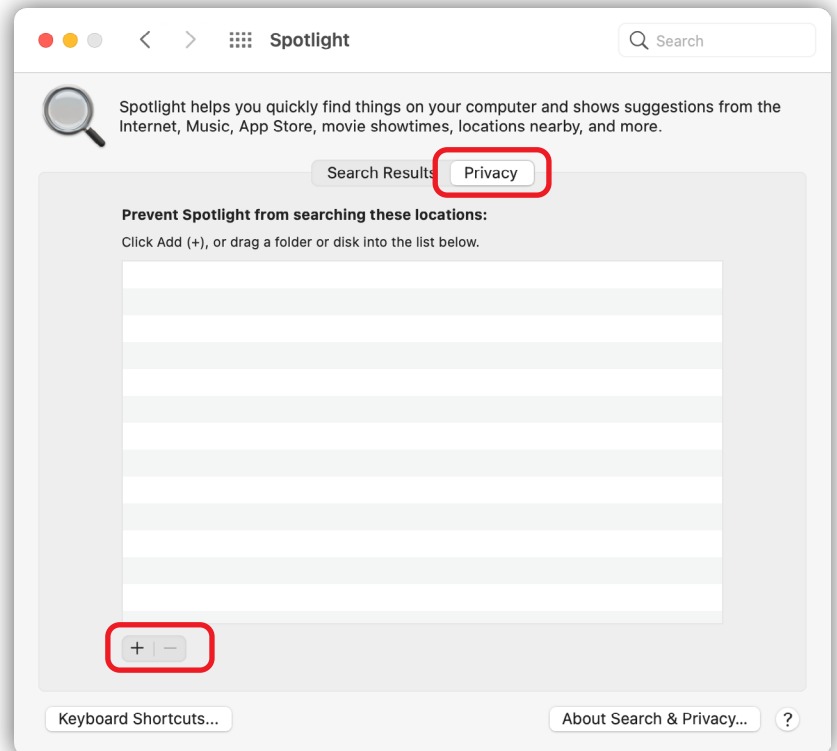 Spotlight
Search
Spotlight helps you quickly find things on your computer and shows suggestions from the
Internet, Music, App Store, movie showtimes, locations nearby, and more.
Search Results Privacy
Prevent Spotlight from searching these locations:
Click Add (+), or drag a folder or disk into the list below.
+ | −
Keyboard Shortcuts... About Search & Privacy... ?